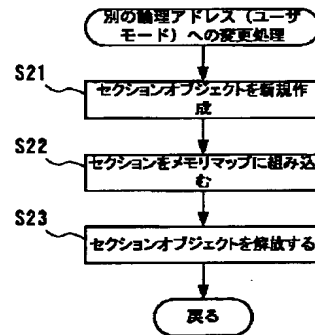 別の論理アドレス（ユーザ
モード）への変更処理
S21
セクションオブジェクトを新規作
成
S22
セクションをメモリマップに組み込
む
S23
セクションオブジェクトを解放する
戻る